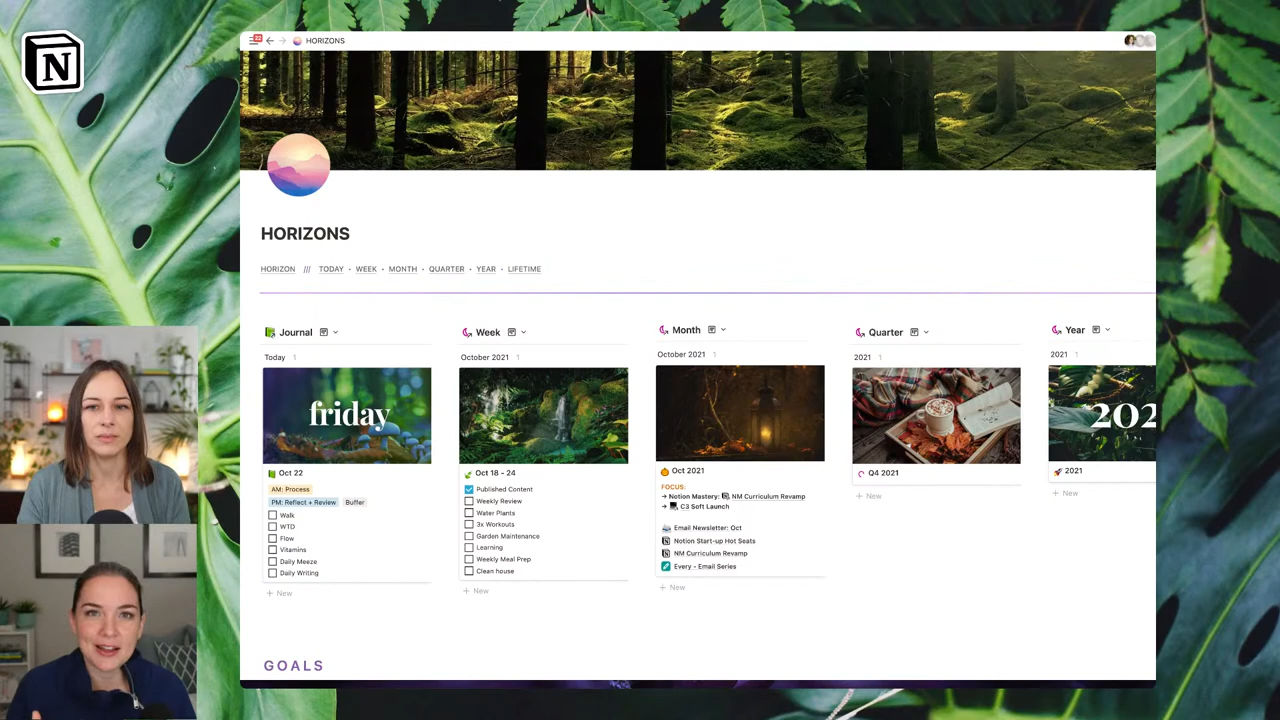 N
22
HORIZONS
HORIZONS
HORIZON /// TODAY • WEEK • MONTH • QUARTER • YEAR • LIFETIME
Journal
Today 1
friday
Oct 22
AM: Process
PM: Reflect + Review Buffer
Walk
WTD
Flow
Vitamins
Daily Meeze
Daily Writing
+ New
Week
October 2021 1
Oct 18 - 24
Published Content
Weekly Review
Water Plants
3x Workouts
Garden Maintenance
Learning
Weekly Meal Prep
Clean house
+ New
Month
October 2021 1
Oct 2021
FOCUS:
→ Notion Mastery: NM Curriculum Revamp
→ C3 Soft Launch
Email Newsletter: Oct
Notion Start-up Hot Seats
NM Curriculum Revamp
Every - Email Series
+ New
Quarter
2021 1
Q4 2021
+ New
Year
2021 1
202
2021
+ New
GOALS